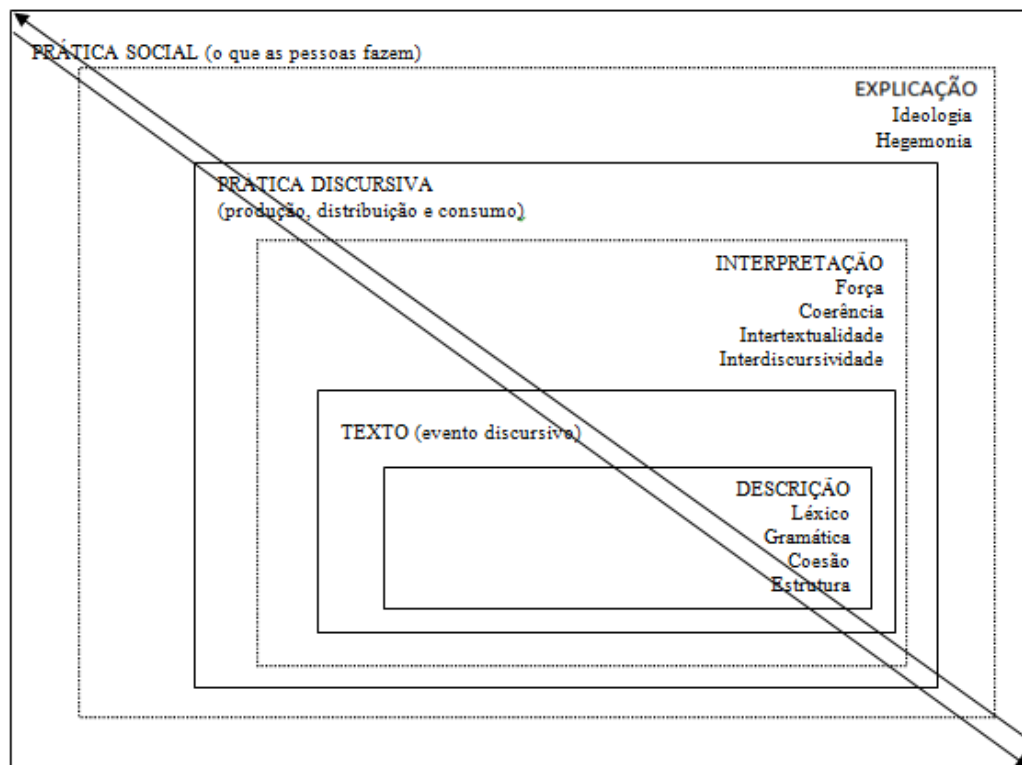 PRÁTICA SOCIAL (o que as pessoas fazem)
EXPLICAÇÃO
Ideologia
Hegemonia
PRÁTICA DISCURSIVA
(produção, distribuição e consumo)
INTERPRETAÇÃO
Força
Coerência
Intertextualidade
Interdiscursividade
TEXTO (evento discursivo)
DESCRIÇÃO
Léxico
Gramática
Coesão
Estrutura